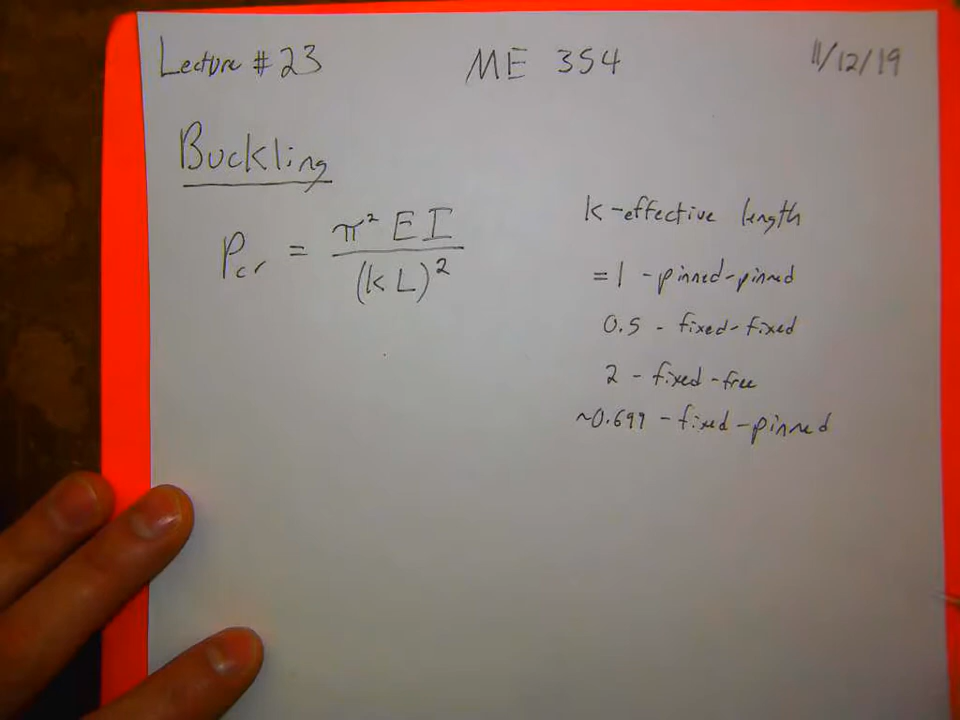 Lecture #23 ME 354 11/12/19
Buckling
P_cr = π² E I / (k L)²
k-effective length
=1 - pinned-pinned
0.5 - fixed-fixed
2 - fixed-free
~0.699 - fixed-pinned